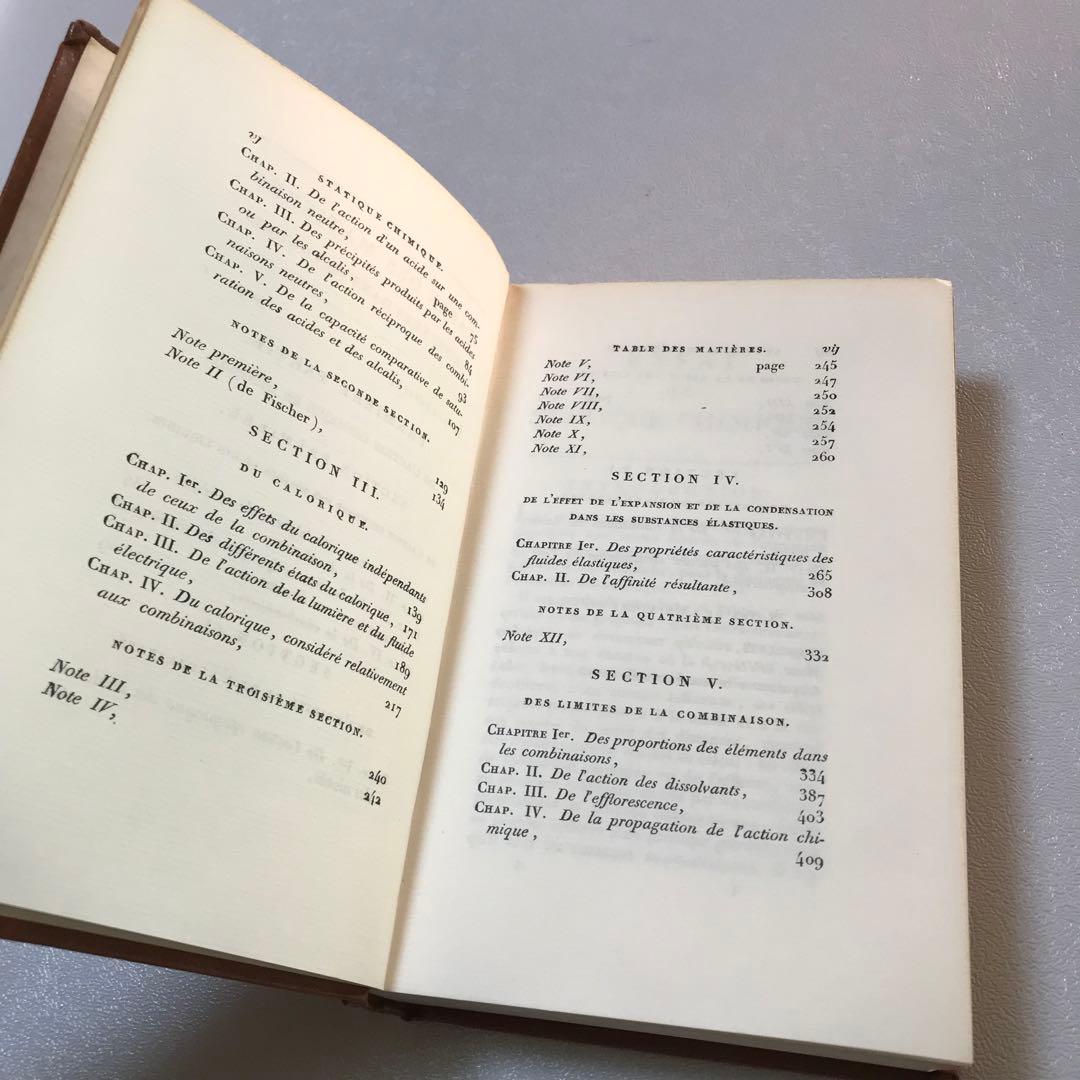 vj
STATIQUE CHIMIQUE.
CHAP. II. De l'action d'un acide sur une com-
binaison neutre, page 75
CHAP. III. Des précipités produits par les acides
ou par les alcalis, 84
CHAP. IV. De l'action réciproque des combi-
naisons neutres, 93
CHAP. V. De la capacité comparative de satu-
ration des acides et des alcalis, 107
NOTES DE LA SECONDE SECTION.
Note première, 129
Note II (de Fischer), 134
SECTION III.
DU CALORIQUE.
CHAP. Ier. Des effets du calorique indépendants
de ceux de la combinaison, 139
CHAP. II. Des différents états du calorique, 171
CHAP. III. De l'action de la lumière et du fluide
électrique, 189
CHAP. IV. Du calorique, considéré relativement
aux combinaisons, 217
NOTES DE LA TROISIÈME SECTION.
Note III, 240
Note IV, 242
TABLE DES MATIÈRES. vij
Note V, page 245
Note VI, 247
Note VII, 250
Note VIII, 252
Note IX, 254
Note X, 257
Note XI, 260
SECTION IV.
DE L'EFFET DE L'EXPANSION ET DE LA CONDENSATION
DANS LES SUBSTANCES ÉLASTIQUES.
CHAPITRE Ier. Des propriétés caractéristiques des
fluides élastiques, 265
CHAP. II. De l'affinité résultante, 308
NOTES DE LA QUATRIÈME SECTION.
Note XII, 332
SECTION V.
DES LIMITES DE LA COMBINAISON.
CHAPITRE Ier. Des proportions des éléments dans
les combinaisons, 334
CHAP. II. De l'action des dissolvants, 387
CHAP. III. De l'efflorescence, 403
CHAP. IV. De la propagation de l'action chi-
mique, 409